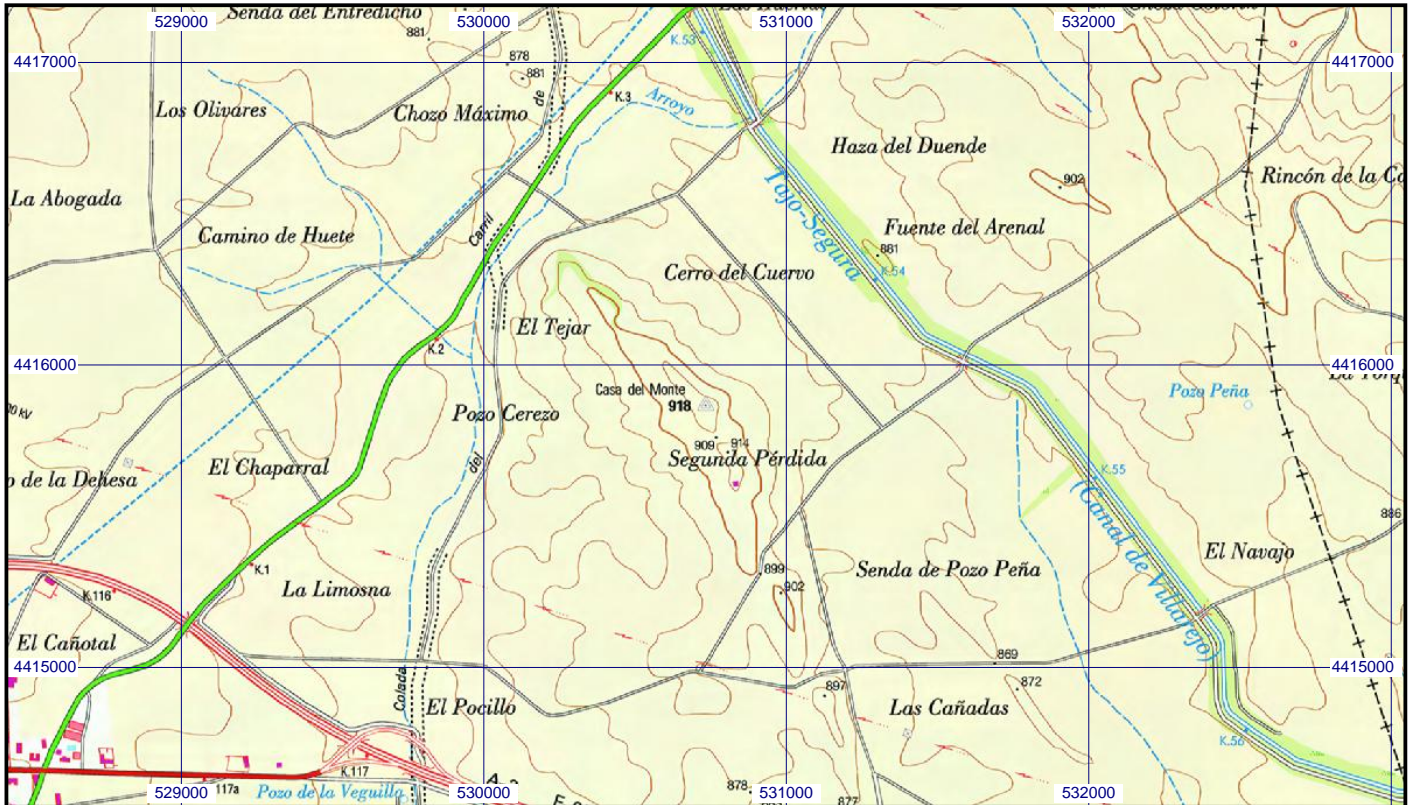 Senda del Entredicho
529000
530000
531000
532000
881
K.53
4417000
4417000
878
881
de
K.3
Arroyo
Los Olivares
Chozo Máximo
Haza del Duende
La Abogada
902
Rincón de la
Camino de Huete
Carril
Tajo-Segura
Fuente del Arenal
881
K.54
Cerro del Cuervo
El Tejar
K.2
4416000
4416000
Casa del Monte
918
Pozo Peña
Pozo Cerezo
909
914
Segunda Pérdida
del
El Chaparral
o de la Dehesa
K.55
(Canal de Villarejo)
886
El Navajo
K.1
La Limosna
899
902
Senda de Pozo Peña
K.116
El Cañotal
4415000
4415000
869
872
897
Cañada
El Pocillo
Las Cañadas
K.56
K.117
117a
Pozo de la Veguilla
878
877
529000
530000
531000
532000